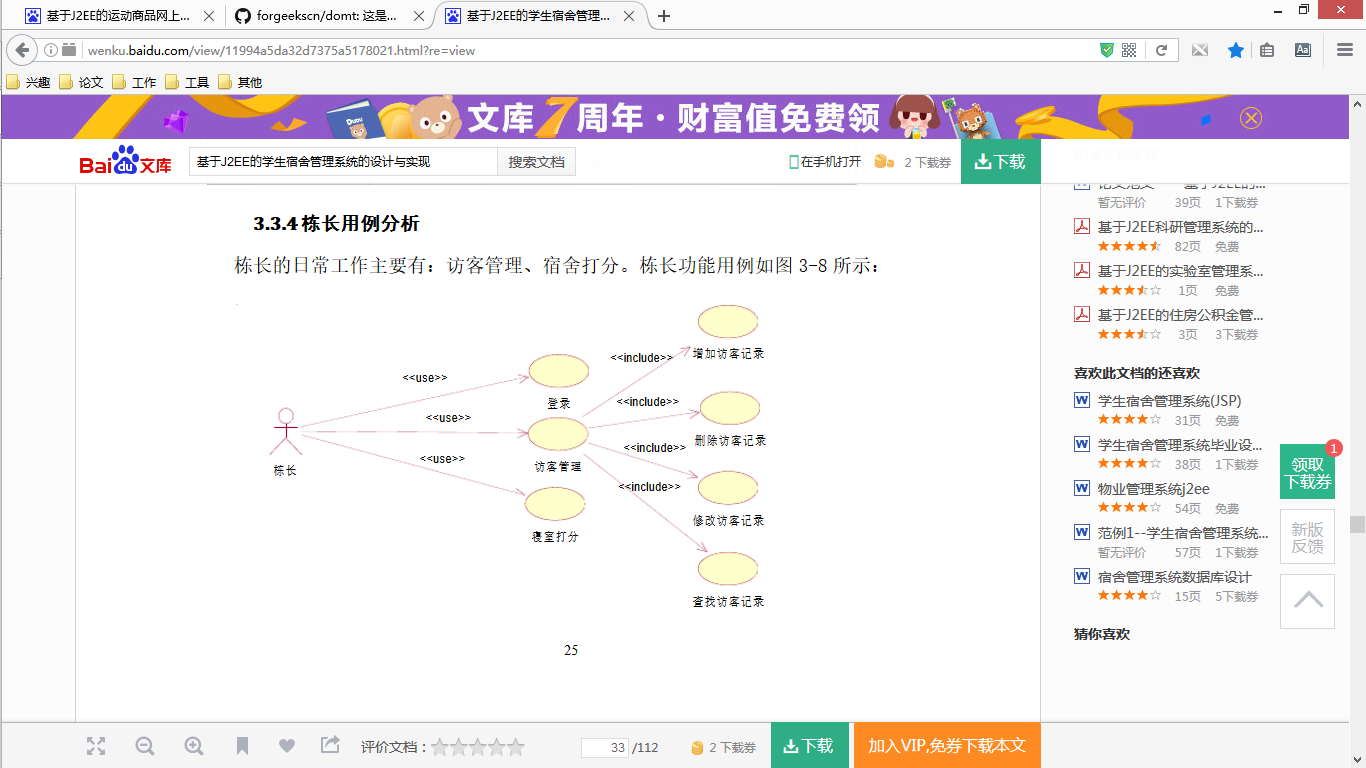 基于J2EE的运动商品网上...
forgeekscn/domt: 这是...
基于J2EE的学生宿舍管理...
wenku.baidu.com/view/11994a5da32d7375a5178021.html?re=view
兴趣 论文 工作 工具 其他
文库7周年·财富值免费领
Bai du 文库
基于J2EE的学生宿舍管理系统的设计与实现
搜索文档
在手机打开
2 下载券
下载
3.3.4 栋长用例分析
栋长的日常工作主要有：访客管理、宿舍打分。栋长功能用例如图 3-8 所示：
<<use>>
<<use>>
<<use>>
栋长
登录
访客管理
寝室打分
<<include>>
<<include>>
<<include>>
<<include>>
增加访客记录
删除访客记录
修改访客记录
查找访客记录
25
暂无评价 39页 1下载券
基于J2EE科研管理系统的...
82页 免费
基于J2EE的实验室管理系...
1页 免费
基于J2EE的住房公积金管...
3页 3下载券
喜欢此文档的还喜欢
学生宿舍管理系统(JSP)
31页 免费
学生宿舍管理系统毕业设...
38页 1下载券
物业管理系统j2ee
54页 免费
范例1--学生宿舍管理系统...
暂无评价 57页 1下载券
宿舍管理系统数据库设计
15页 5下载券
猜你喜欢
1
领取
下载券
新版
反馈
评价文档：
33 /112
2 下载券
下载
加入VIP,免券下载本文